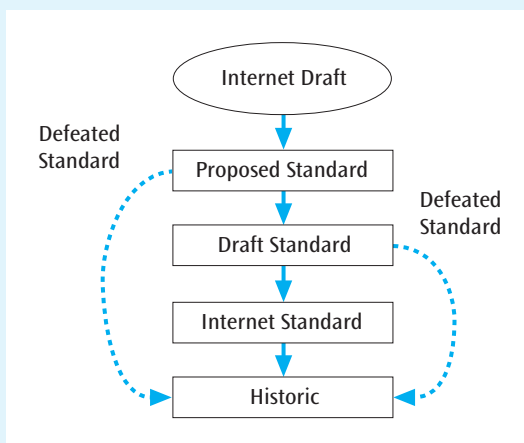 Internet Draft
Defeated
Standard
Proposed Standard
Defeated
Standard
Draft Standard
Internet Standard
Historic